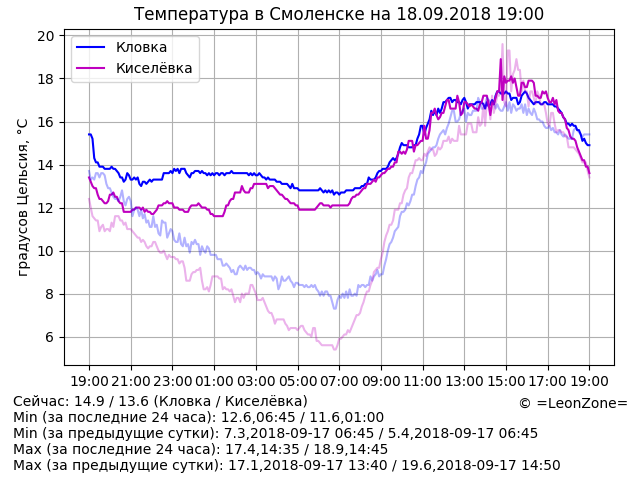 Температура в Смоленске на 18.09.2018 19:00
20
18
16
14
12
10
8
6
градусов Цельсия, °C
Кловка
Киселёвка
19:00 21:00 23:00 01:00 03:00 05:00 07:00 09:00 11:00 13:00 15:00 17:00 19:00
Сейчас: 14.9 / 13.6 (Кловка / Киселёвка)
© =LeonZone=
Min (за последние 24 часа): 12.6,06:45 / 11.6,01:00
Min (за предыдущие сутки): 7.3,2018-09-17 06:45 / 5.4,2018-09-17 06:45
Max (за последние 24 часа): 17.4,14:35 / 18.9,14:45
Max (за предыдущие сутки): 17.1,2018-09-17 13:40 / 19.6,2018-09-17 14:50